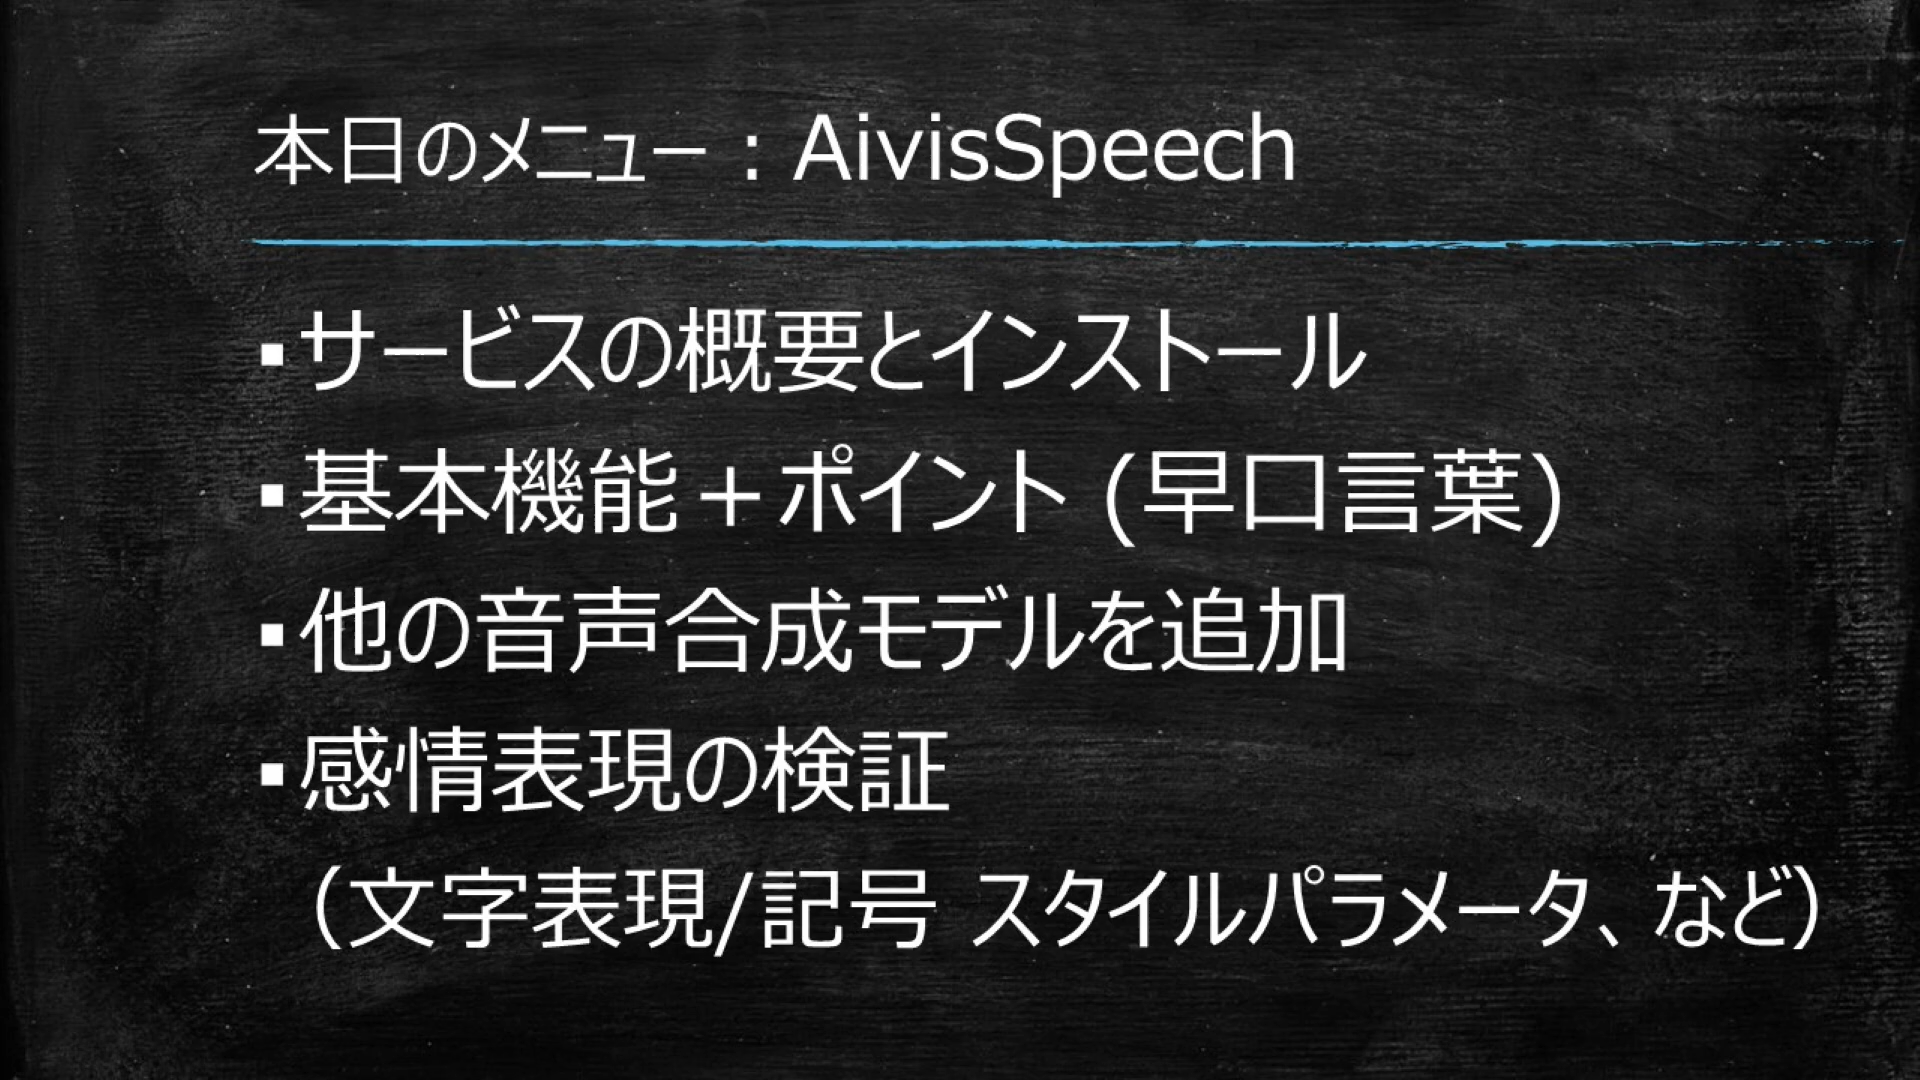 本日のメニュー：AivisSpeech
▪サービスの概要とインストール
▪基本機能＋ポイント (早口言葉)
▪他の音声合成モデルを追加
▪感情表現の検証
（文字表現/記号 スタイルパラメータ、など）